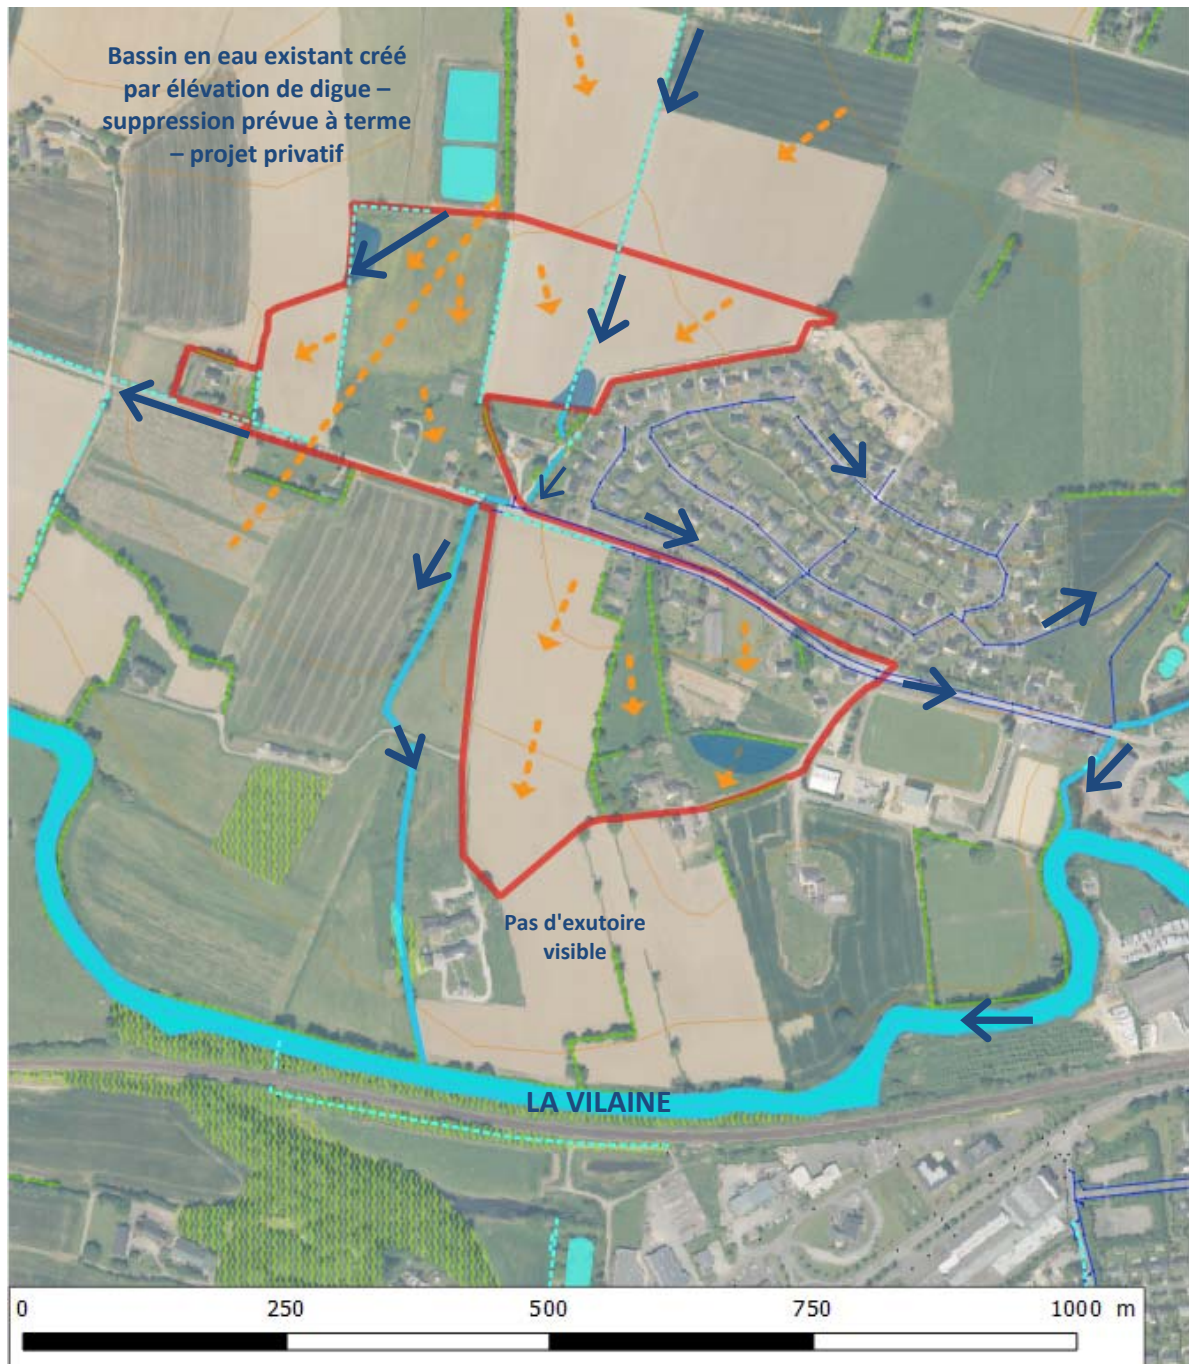 Bassin en eau existant créé
par élévation de digue –
suppression prévue à terme
– projet privatif
Pas d'exutoire
visible
LA VILAINE
0 250 500 750 1000 m